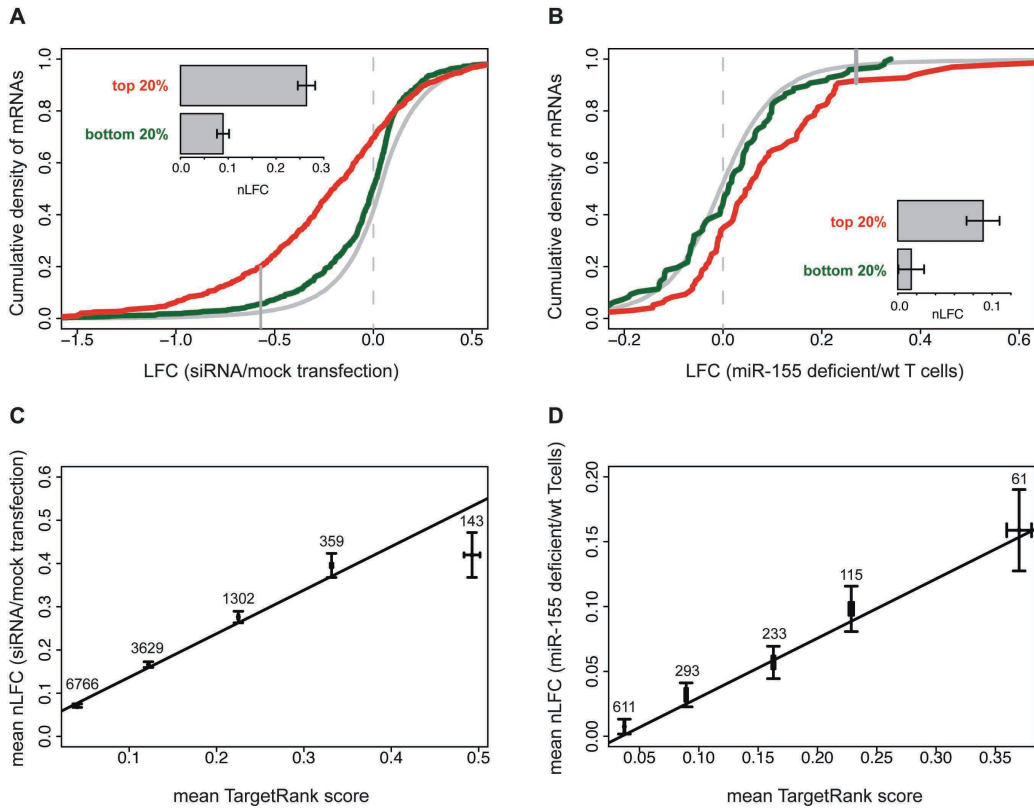 A
Cumulative density of mRNAs
1.0
0.8
0.6
0.4
0.2
0.0
top 20%
bottom 20%
0.0 0.1 0.2 0.3
nLFC
−1.5 −1.0 −0.5 0.0 0.5
LFC (siRNA/mock transfection)
B
Cumulative density of mRNAs
1.0
0.8
0.6
0.4
0.2
0.0
top 20%
bottom 20%
0.0 0.1
nLFC
−0.2 0.0 0.2 0.4 0.6
LFC (miR-155 deficient/wt T cells)
C
mean nLFC (siRNA/mock transfection)
0.6
0.5
0.4
0.3
0.2
0.1
0.0
6766
3629
1302
359
143
0.1 0.2 0.3 0.4 0.5
mean TargetRank score
D
mean nLFC (miR-155 deficient/wt Tcells)
0.20
0.15
0.10
0.05
0.00
611
293
233
115
61
0.05 0.10 0.15 0.20 0.25 0.30 0.35
mean TargetRank score